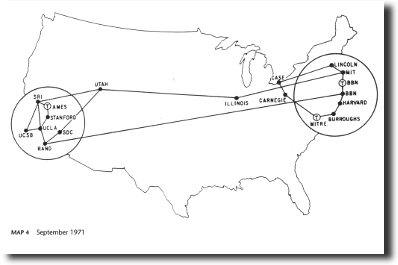 LINCOLN
CASE
MIT
UTAH
T BBN
SRI
T AMES
ILLINOIS
CARNEGIE
BBN
HARVARD
STANFORD
T
BURROUGHS
MITRE
UCLA
SDC
UCSB
RAND
MAP 4 September 1971